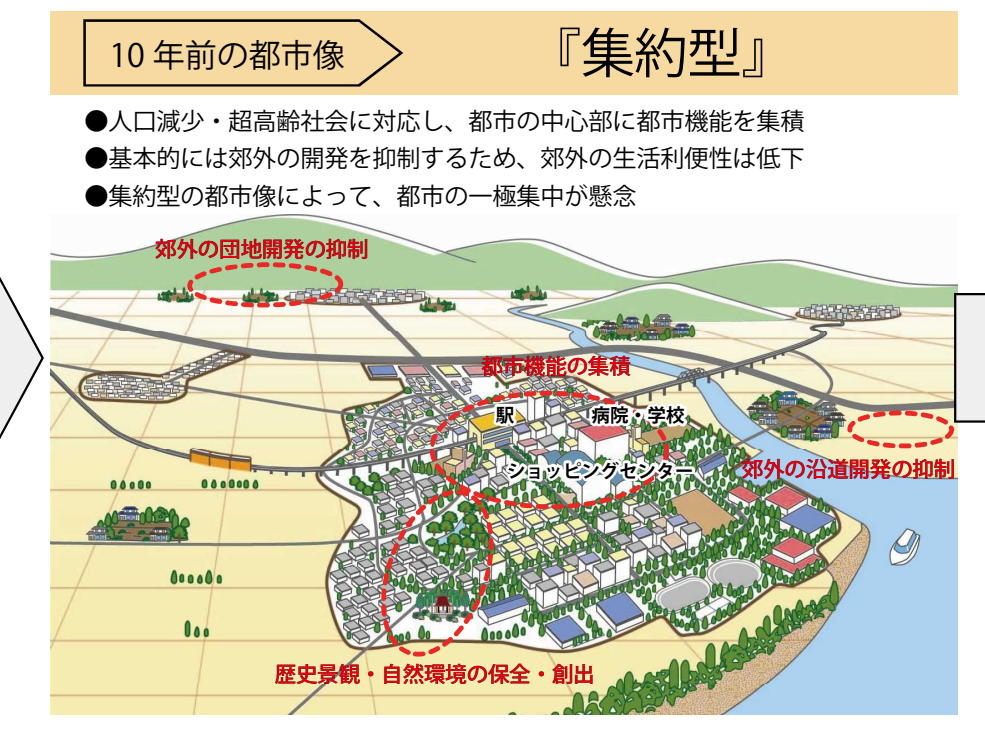 10年前の都市像
『集約型』
●人口減少・超高齢社会に対応し、都市の中心部に都市機能を集積
●基本的には郊外の開発を抑制するため、郊外の生活利便性は低下
●集約型の都市像によって、都市の一極集中が懸念
郊外の団地開発の抑制
都市機能の集積
駅
病院・学校
ショッピングセンター
郊外の沿道開発の抑制
歴史景観・自然環境の保全・創出